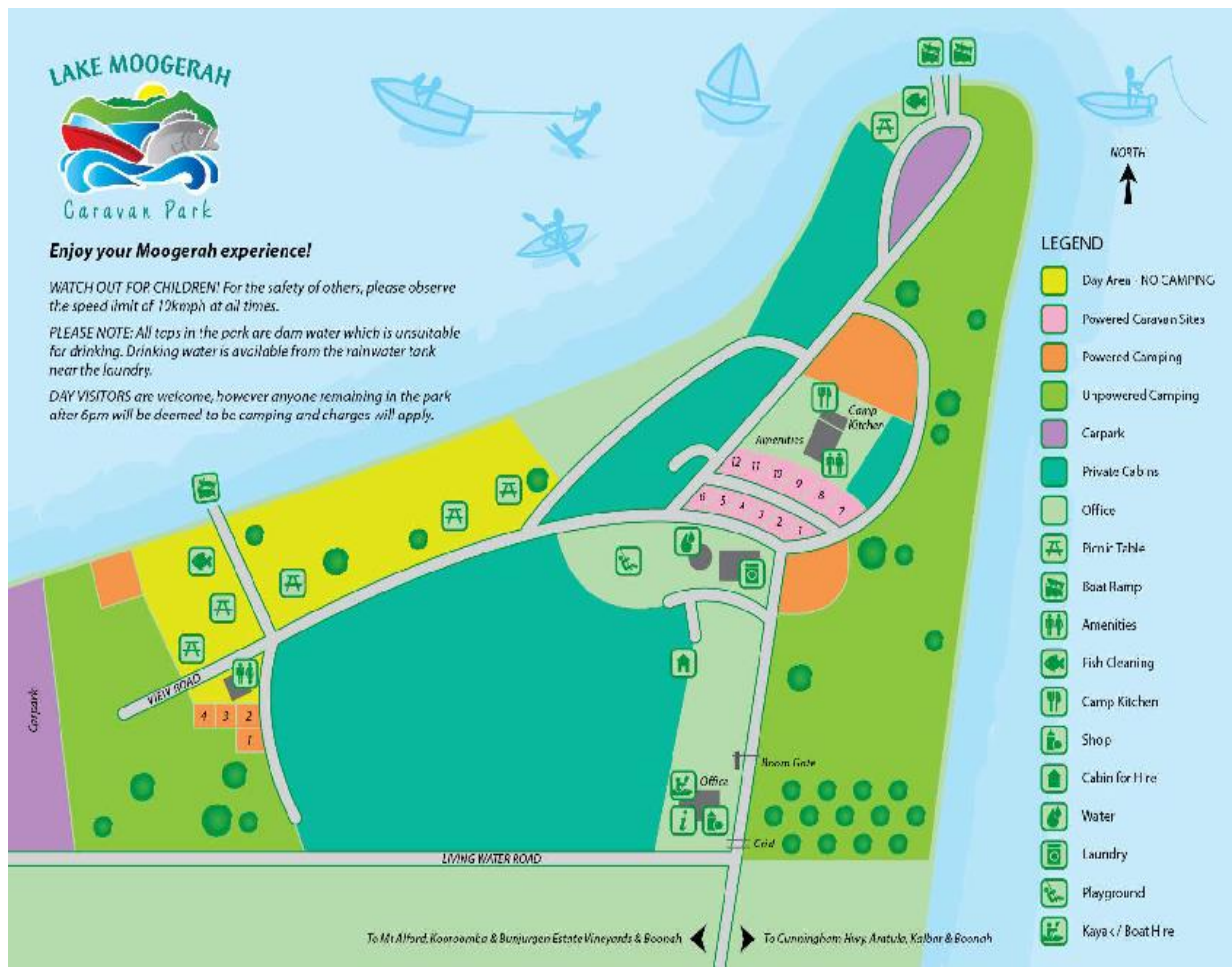 LAKE MOOGERAH
Caravan Park
Enjoy your Moogerah experience!
WATCH OUT FOR CHILDREN! For the safety of others, please observe
the speed limit of 10kmph at all times.
PLEASE NOTE: All taps in the park are dam water which is unsuitable
for drinking. Drinking water is available from the rainwater tank
near the laundry.
DAY VISITORS are welcome, however anyone remaining in the park
after 6pm will be deemed to be camping and charges will apply.
NORTH
LEGEND
Day Area - NO CAMPING
Powered Caravan Sites
Powered Camping
Unpowered Camping
Carpark
Private Cabins
Office
Picnic Table
Boat Ramp
Amenities
Fish Cleaning
Camp Kitchen
Shop
Cabin for Hire
Water
Laundry
Playground
Kayak / Boat Hire
Camp
Kitchen
Amenities
12 11 10 9 8 7
6 5 4 3 2 1
VIEW ROAD
Carpark
4 3 2
1
Boom Gate
Office
i
Grid
LIVING WATER ROAD
To Mt Alford, Kooroomba & Bunjurgen Estate Vineyards & Boonah
To Cunningham Hwy, Aratula, Kalbar & Boonah